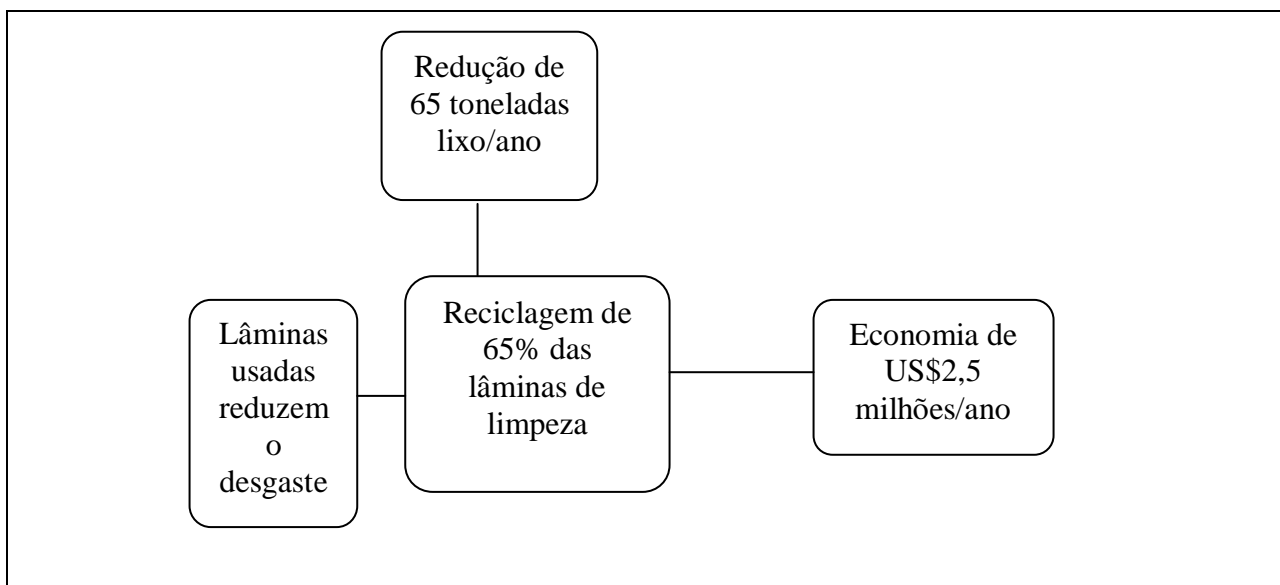 Redução de
65 toneladas
lixo/ano
Lâminas
usadas
reduzem
o
desgaste
Reciclagem de
65% das
lâminas de
limpeza
Economia de
US$2,5
milhões/ano